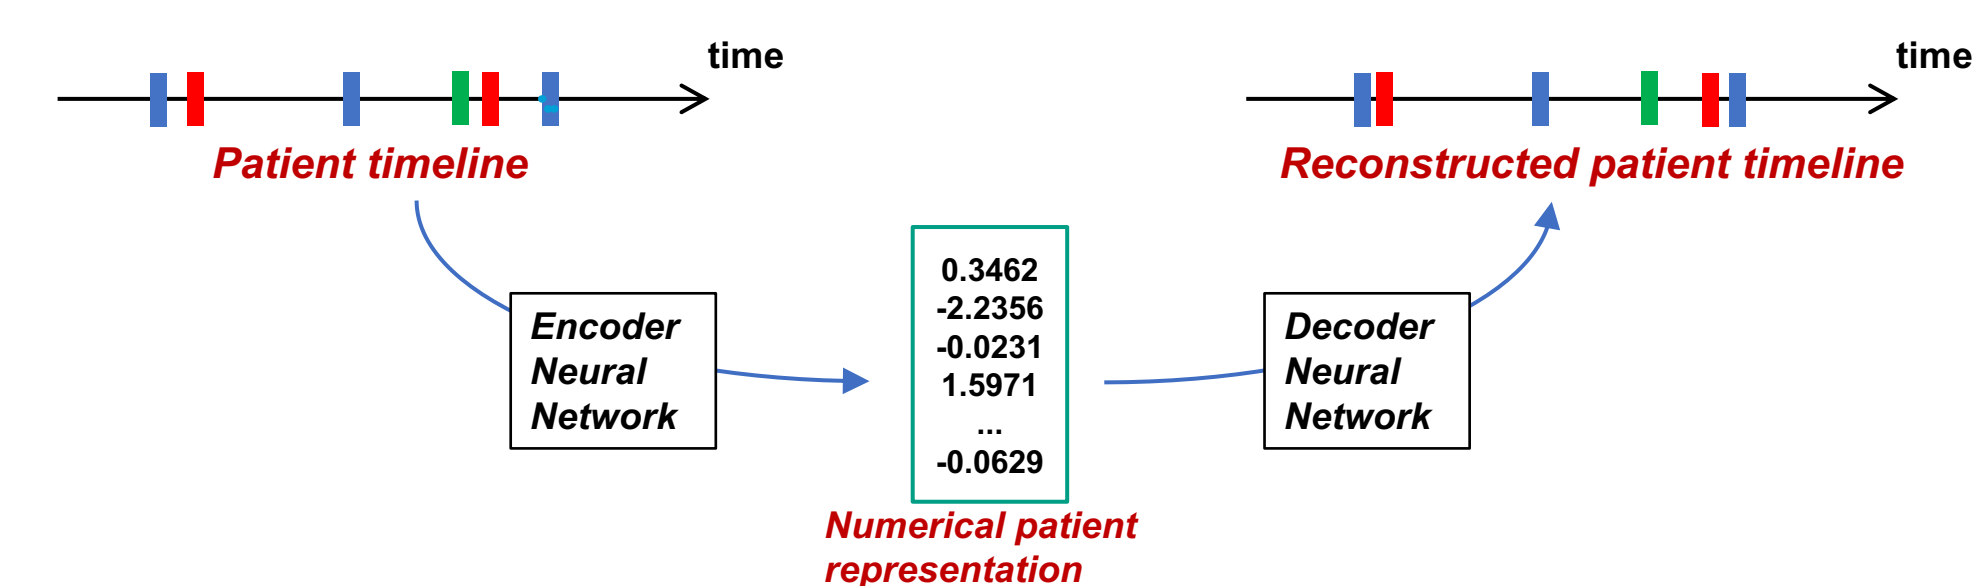 time
time
Patient timeline
Reconstructed patient timeline
Encoder
Neural
Network
0.3462
-2.2356
-0.0231
1.5971
...
-0.0629
Decoder
Neural
Network
Numerical patient
representation